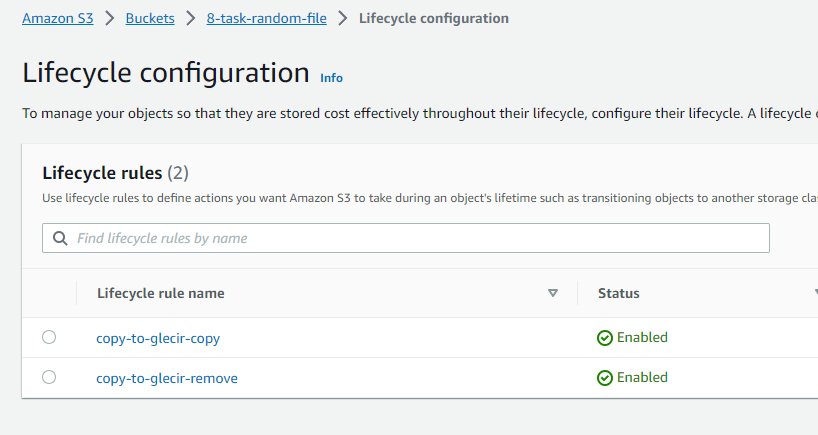 Amazon S3 > Buckets > 8-task-random-file > Lifecycle configuration
Lifecycle configuration Info
To manage your objects so that they are stored cost effectively throughout their lifecycle, configure their lifecycle. A lifecycle
Lifecycle rules (2)
Use lifecycle rules to define actions you want Amazon S3 to take during an object's lifetime such as transitioning objects to another storage
Find lifecycle rules by name
Lifecycle rule name Status
copy-to-glecir-copy Enabled
copy-to-glecir-remove Enabled